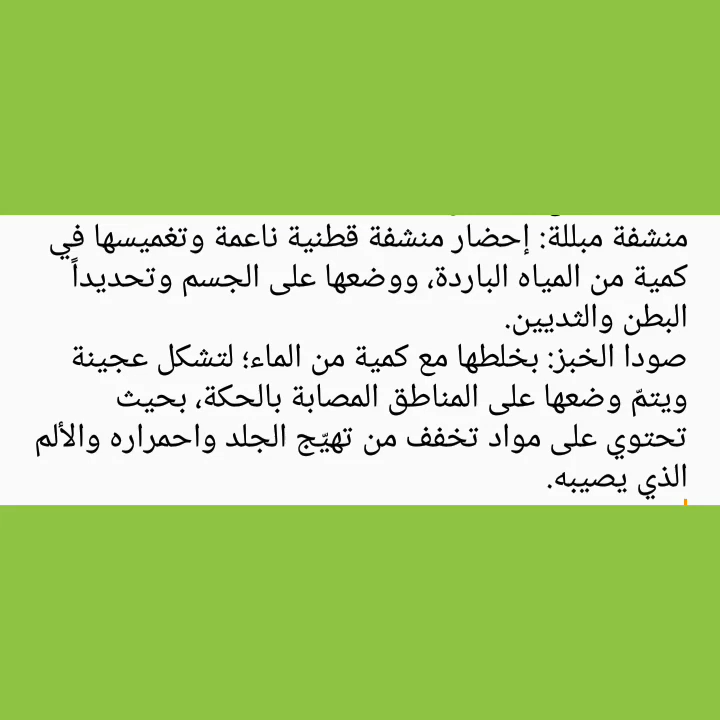 منشفة مبللة: إحضار منشفة قطنية ناعمة وتغميسها في
كمية من المياه الباردة، ووضعها على الجسم وتحديداً
البطن والثديين.
صودا الخبز: بخلطها مع كمية من الماء؛ لتشكل عجينة
ويتمّ وضعها على المناطق المصابة بالحكة، بحيث
تحتوي على مواد تخفف من تهيّج الجلد واحمراره والألم
الذي يصيبه.